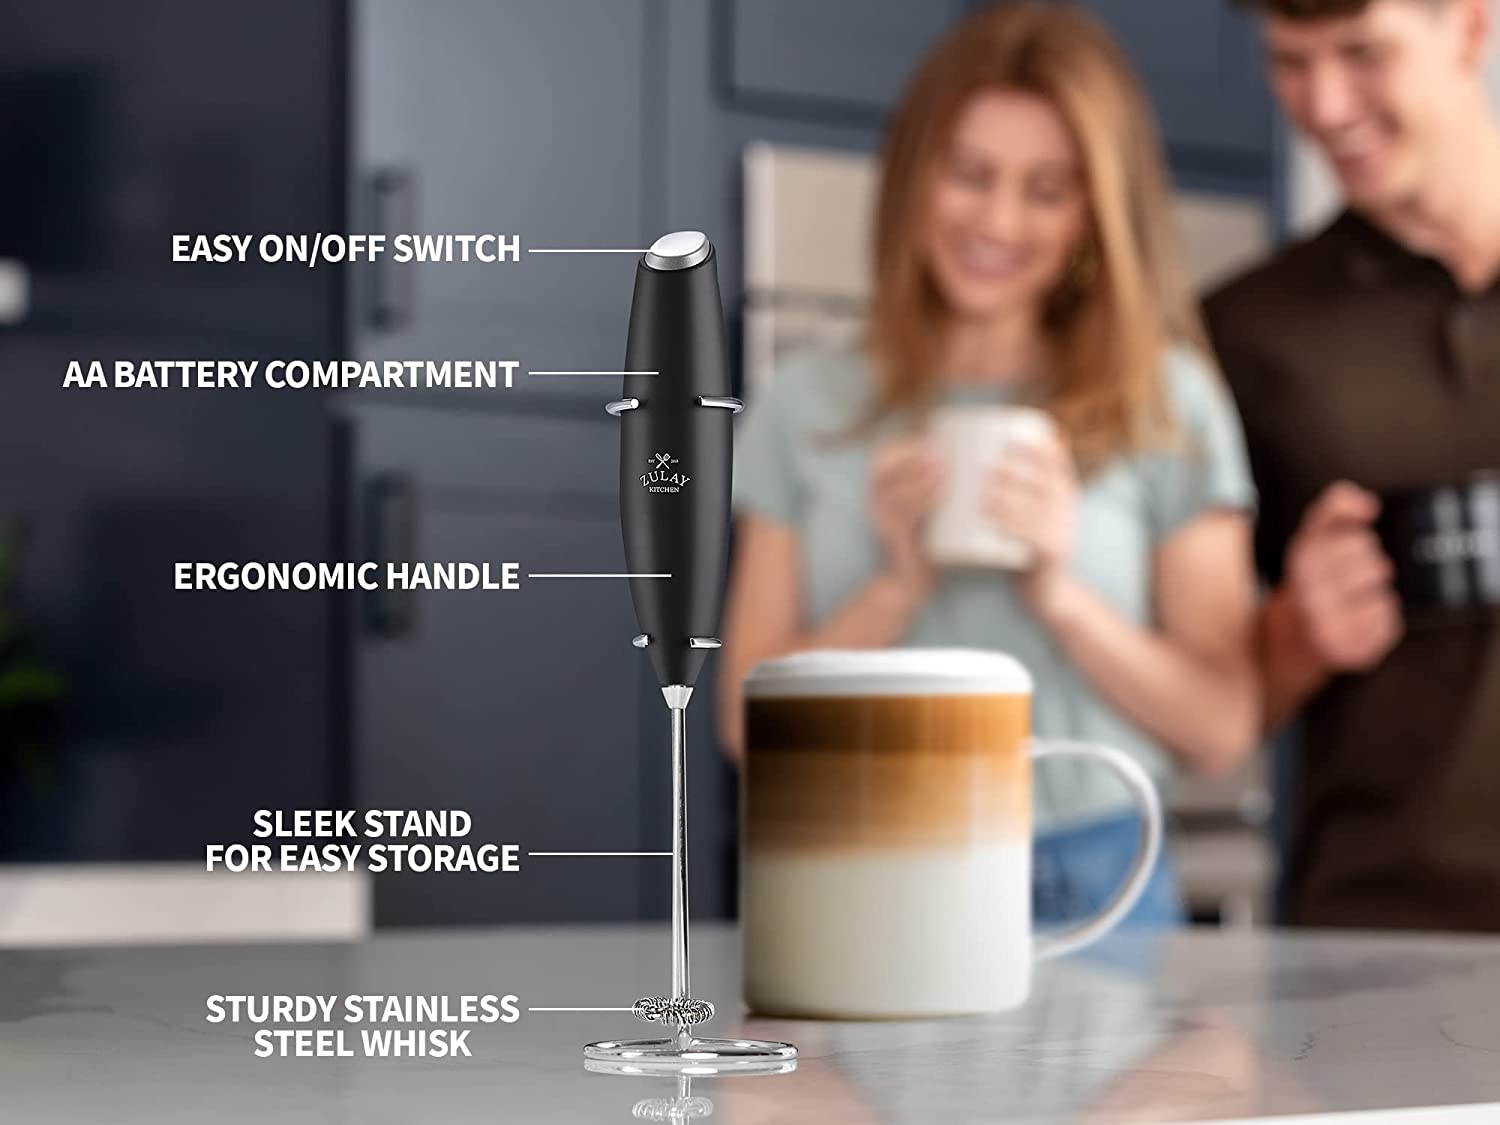 EASY ON/OFF SWITCH
AA BATTERY COMPARTMENT
ZULAY
KITCHEN
ERGONOMIC HANDLE
SLEEK STAND
FOR EASY STORAGE
STURDY STAINLESS
STEEL WHISK